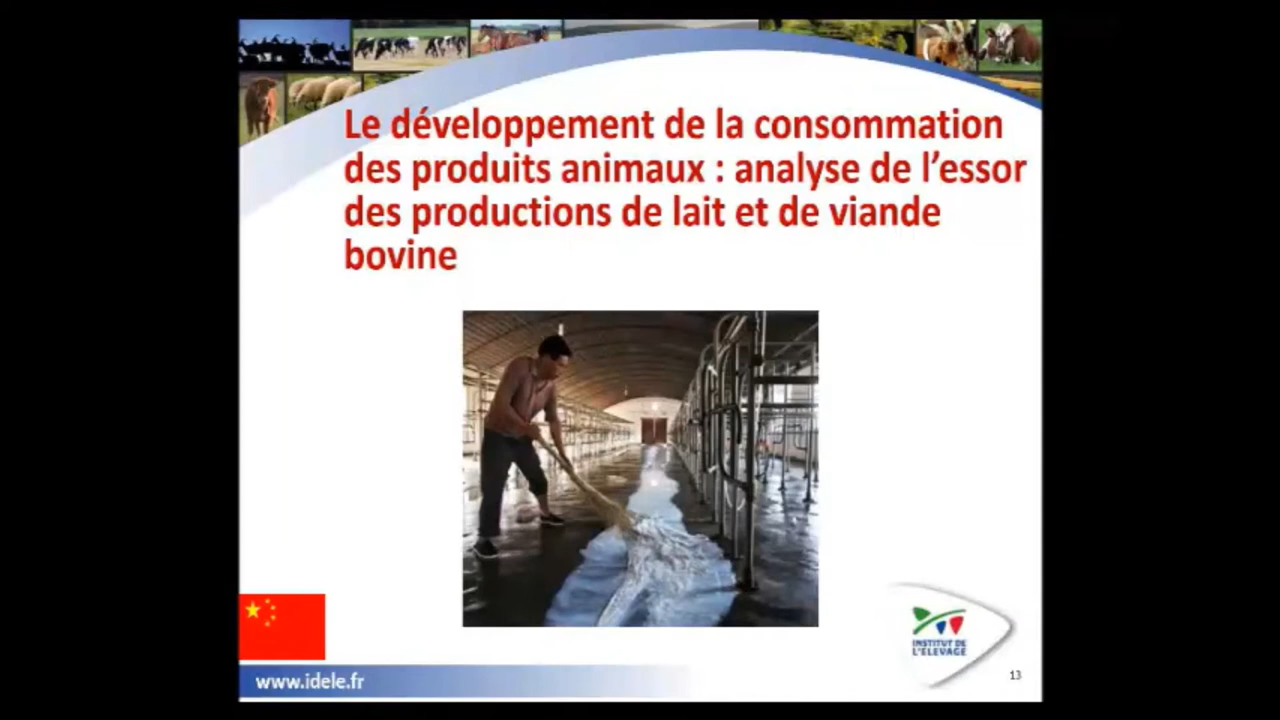 Le développement de la consommation
des produits animaux : analyse de l'essor
des productions de lait et de viande
bovine
INSTITUT DE
L'ÉLEVAGE
www.idele.fr
13